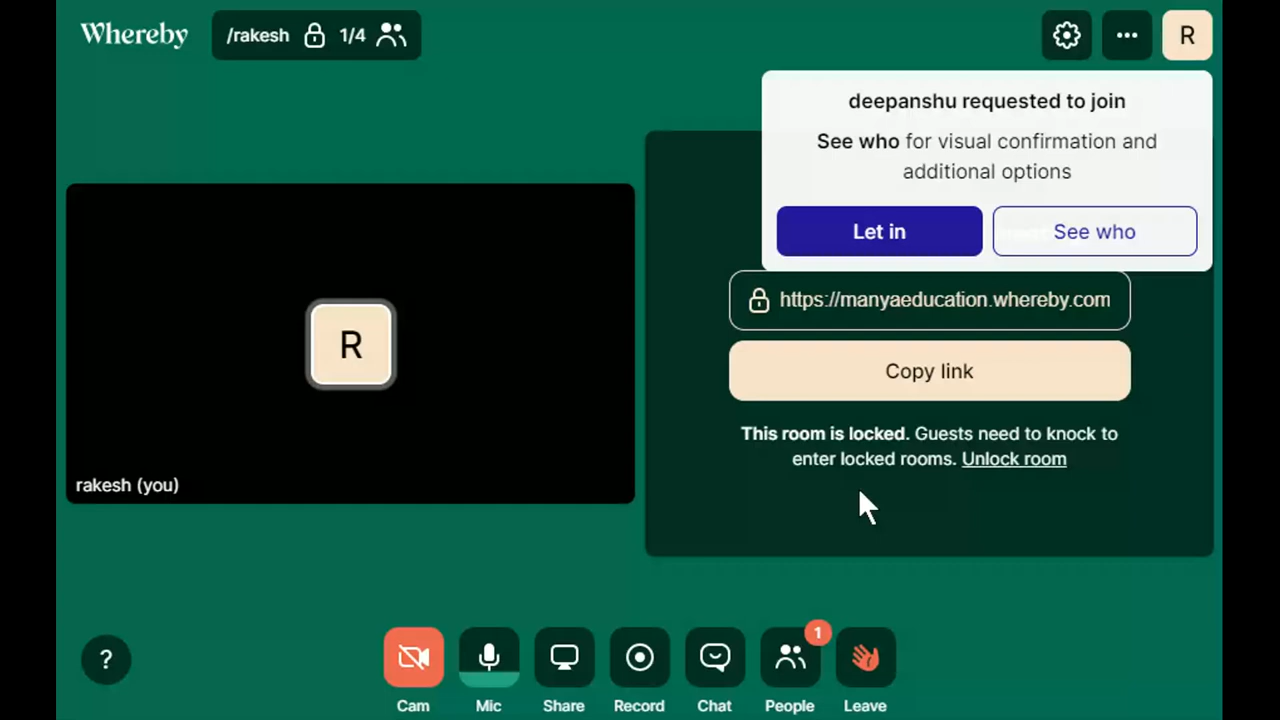 Whereby
/rakesh 1/4
R
deepanshu requested to join
See who for visual confirmation and
additional options
Let in
See who
https://manyaeducation.whereby.com
Copy link
This room is locked. Guests need to knock to
enter locked rooms. Unlock room
R
rakesh (you)
?
1
Cam
Mic
Share
Record
Chat
People
Leave